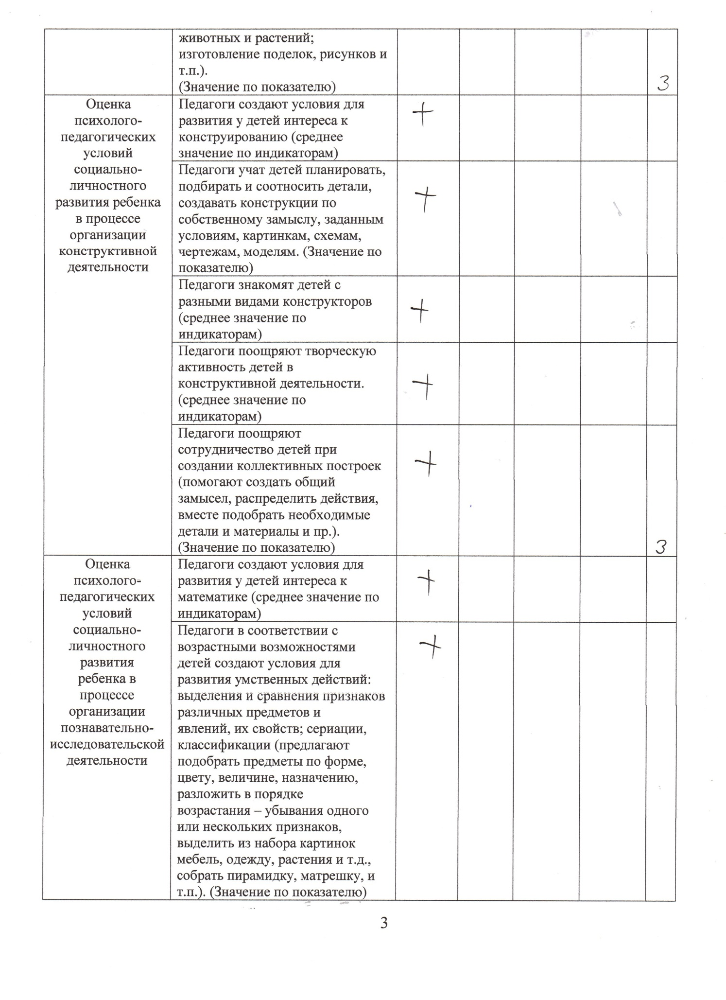 животных и растений;
изготовление поделок, рисунков и
т.п.).
(Значение по показателю)
3
Оценка
психолого-
педагогических
условий
социально-
личностного
развития ребенка
в процессе
организации
конструктивной
деятельности
Педагоги создают условия для
развития у детей интереса к
конструированию (среднее
значение по индикаторам)
+
Педагоги учат детей планировать,
подбирать и соотносить детали,
создавать конструкции по
собственному замыслу, заданным
условиям, картинкам, схемам,
чертежам, моделям. (Значение по
показателю)
+
Педагоги знакомят детей с
разными видами конструкторов
(среднее значение по
индикаторам)
+
Педагоги поощряют творческую
активность детей в
конструктивной деятельности.
(среднее значение по
индикаторам)
+
Педагоги поощряют
сотрудничество детей при
создании коллективных построек
(помогают создать общий
замысел, распределить действия,
вместе подобрать необходимые
детали и материалы и пр.).
(Значение по показателю)
+
3
Оценка
психолого-
педагогических
условий
социально-
личностного
развития
ребенка в
процессе
организации
познавательно-
исследовательской
деятельности
Педагоги создают условия для
развития у детей интереса к
математике (среднее значение по
индикаторам)
+
Педагоги в соответствии с
возрастными возможностями
детей создают условия для
развития умственных действий:
выделения и сравнения признаков
различных предметов и
явлений, их свойств; сериации,
классификации (предлагают
подобрать предметы по форме,
цвету, величине, назначению,
разложить в порядке
возрастания – убывания одного
или нескольких признаков,
выделить из набора картинок
мебель, одежду, растения и т.д.,
собрать пирамидку, матрешку, и
т.п.). (Значение по показателю)
+
3